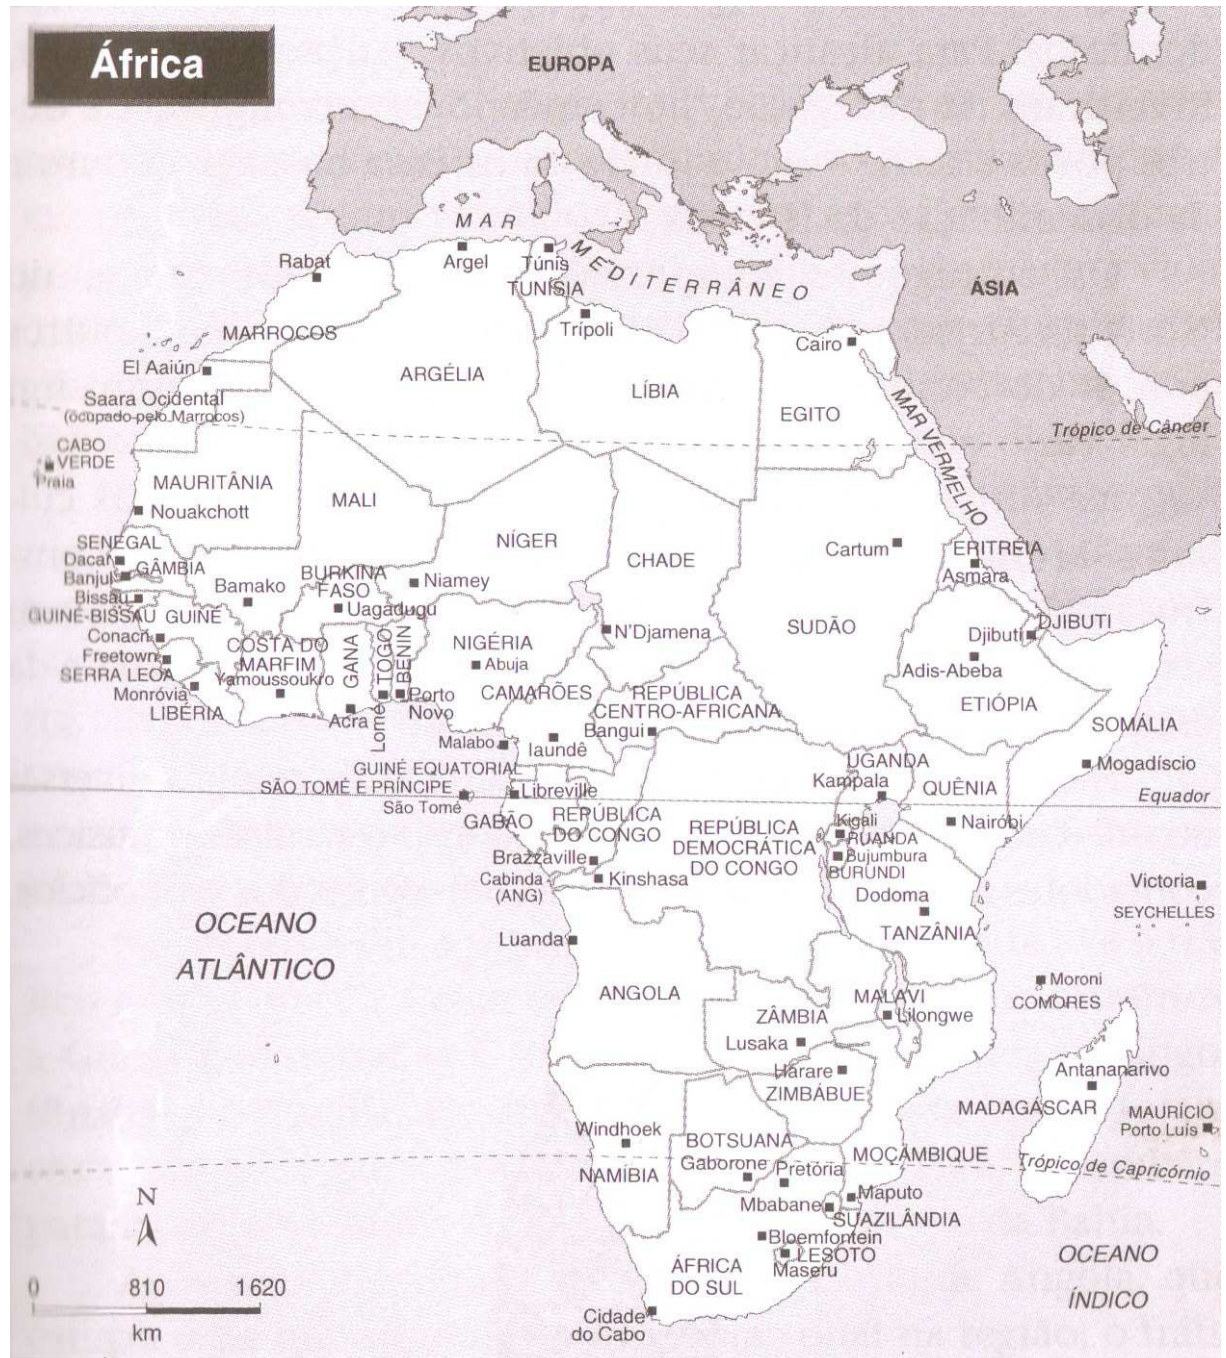 África
EUROPA
MAR
MEDITERRÂNEO
ÁSIA
Rabat
Argel
Túnis
TUNÍSIA
Trípoli
MARROCOS
Cairo
El Aaiún
ARGÉLIA
LÍBIA
EGITO
Saara Ocidental
(ocupado pelo Marrocos)
MAR VERMELHO
Trópico de Câncer
CABO
VERDE
Praia
MAURITÂNIA
MALI
Nouakchott
NÍGER
CHADE
Cartum
ERITREIA
Asmara
SENEGAL
Dacar
GÂMBIA
Banjul
Bissau
GUINÉ-BISSAU
GUINÉ
Bamako
BURKINA
FASO
Uagadugu
Niamey
NIGÉRIA
Abuja
N'Djamena
SUDÃO
Djibuti
DJIBUTI
Adis-Abeba
ETIÓPIA
SOMÁLIA
Conacri
Freetown
SERRA LEOA
Monróvia
LIBÉRIA
COSTA DO
MARFIM
Yamoussoukro
GANA
TOGO
BENIN
Acra
Lomé
Porto
Novo
CAMARÕES
REPÚBLICA
CENTRO-AFRICANA
Bangui
Malabo
Iaundê
GUINÉ EQUATORIAL
SÃO TOMÉ E PRÍNCIPE
São Tomé
Libreville
GABÃO
REPÚBLICA
DO CONGO
UGANDA
Kampala
QUÊNIA
Mogadíscio
Equador
Nairóbi
Kigali
RUANDA
Bujumbura
BURUNDI
REPÚBLICA
DEMOCRÁTICA
DO CONGO
Brazzaville
Cabinda
(ANG)
Kinshasa
Dodoma
TANZÂNIA
Victoria
SEYCHELLES
OCEANO
ATLÂNTICO
Luanda
ANGOLA
ZÂMBIA
Lusaka
MALAVI
Lilongwe
Moroni
COMORES
Harare
ZIMBÁBUE
Antananarivo
MADAGÁSCAR
MAURÍCIO
Porto Luís
Windhoek
NAMÍBIA
BOTSUANA
Gaborone
Pretória
MOÇAMBIQUE
Trópico de Capricórnio
Maputo
Mbabane
SUAZILÂNDIA
Bloemfontein
LESOTO
Maseru
ÁFRICA
DO SUL
Cidade
do Cabo
OCEANO
ÍNDICO
N
0 810 1 620
km